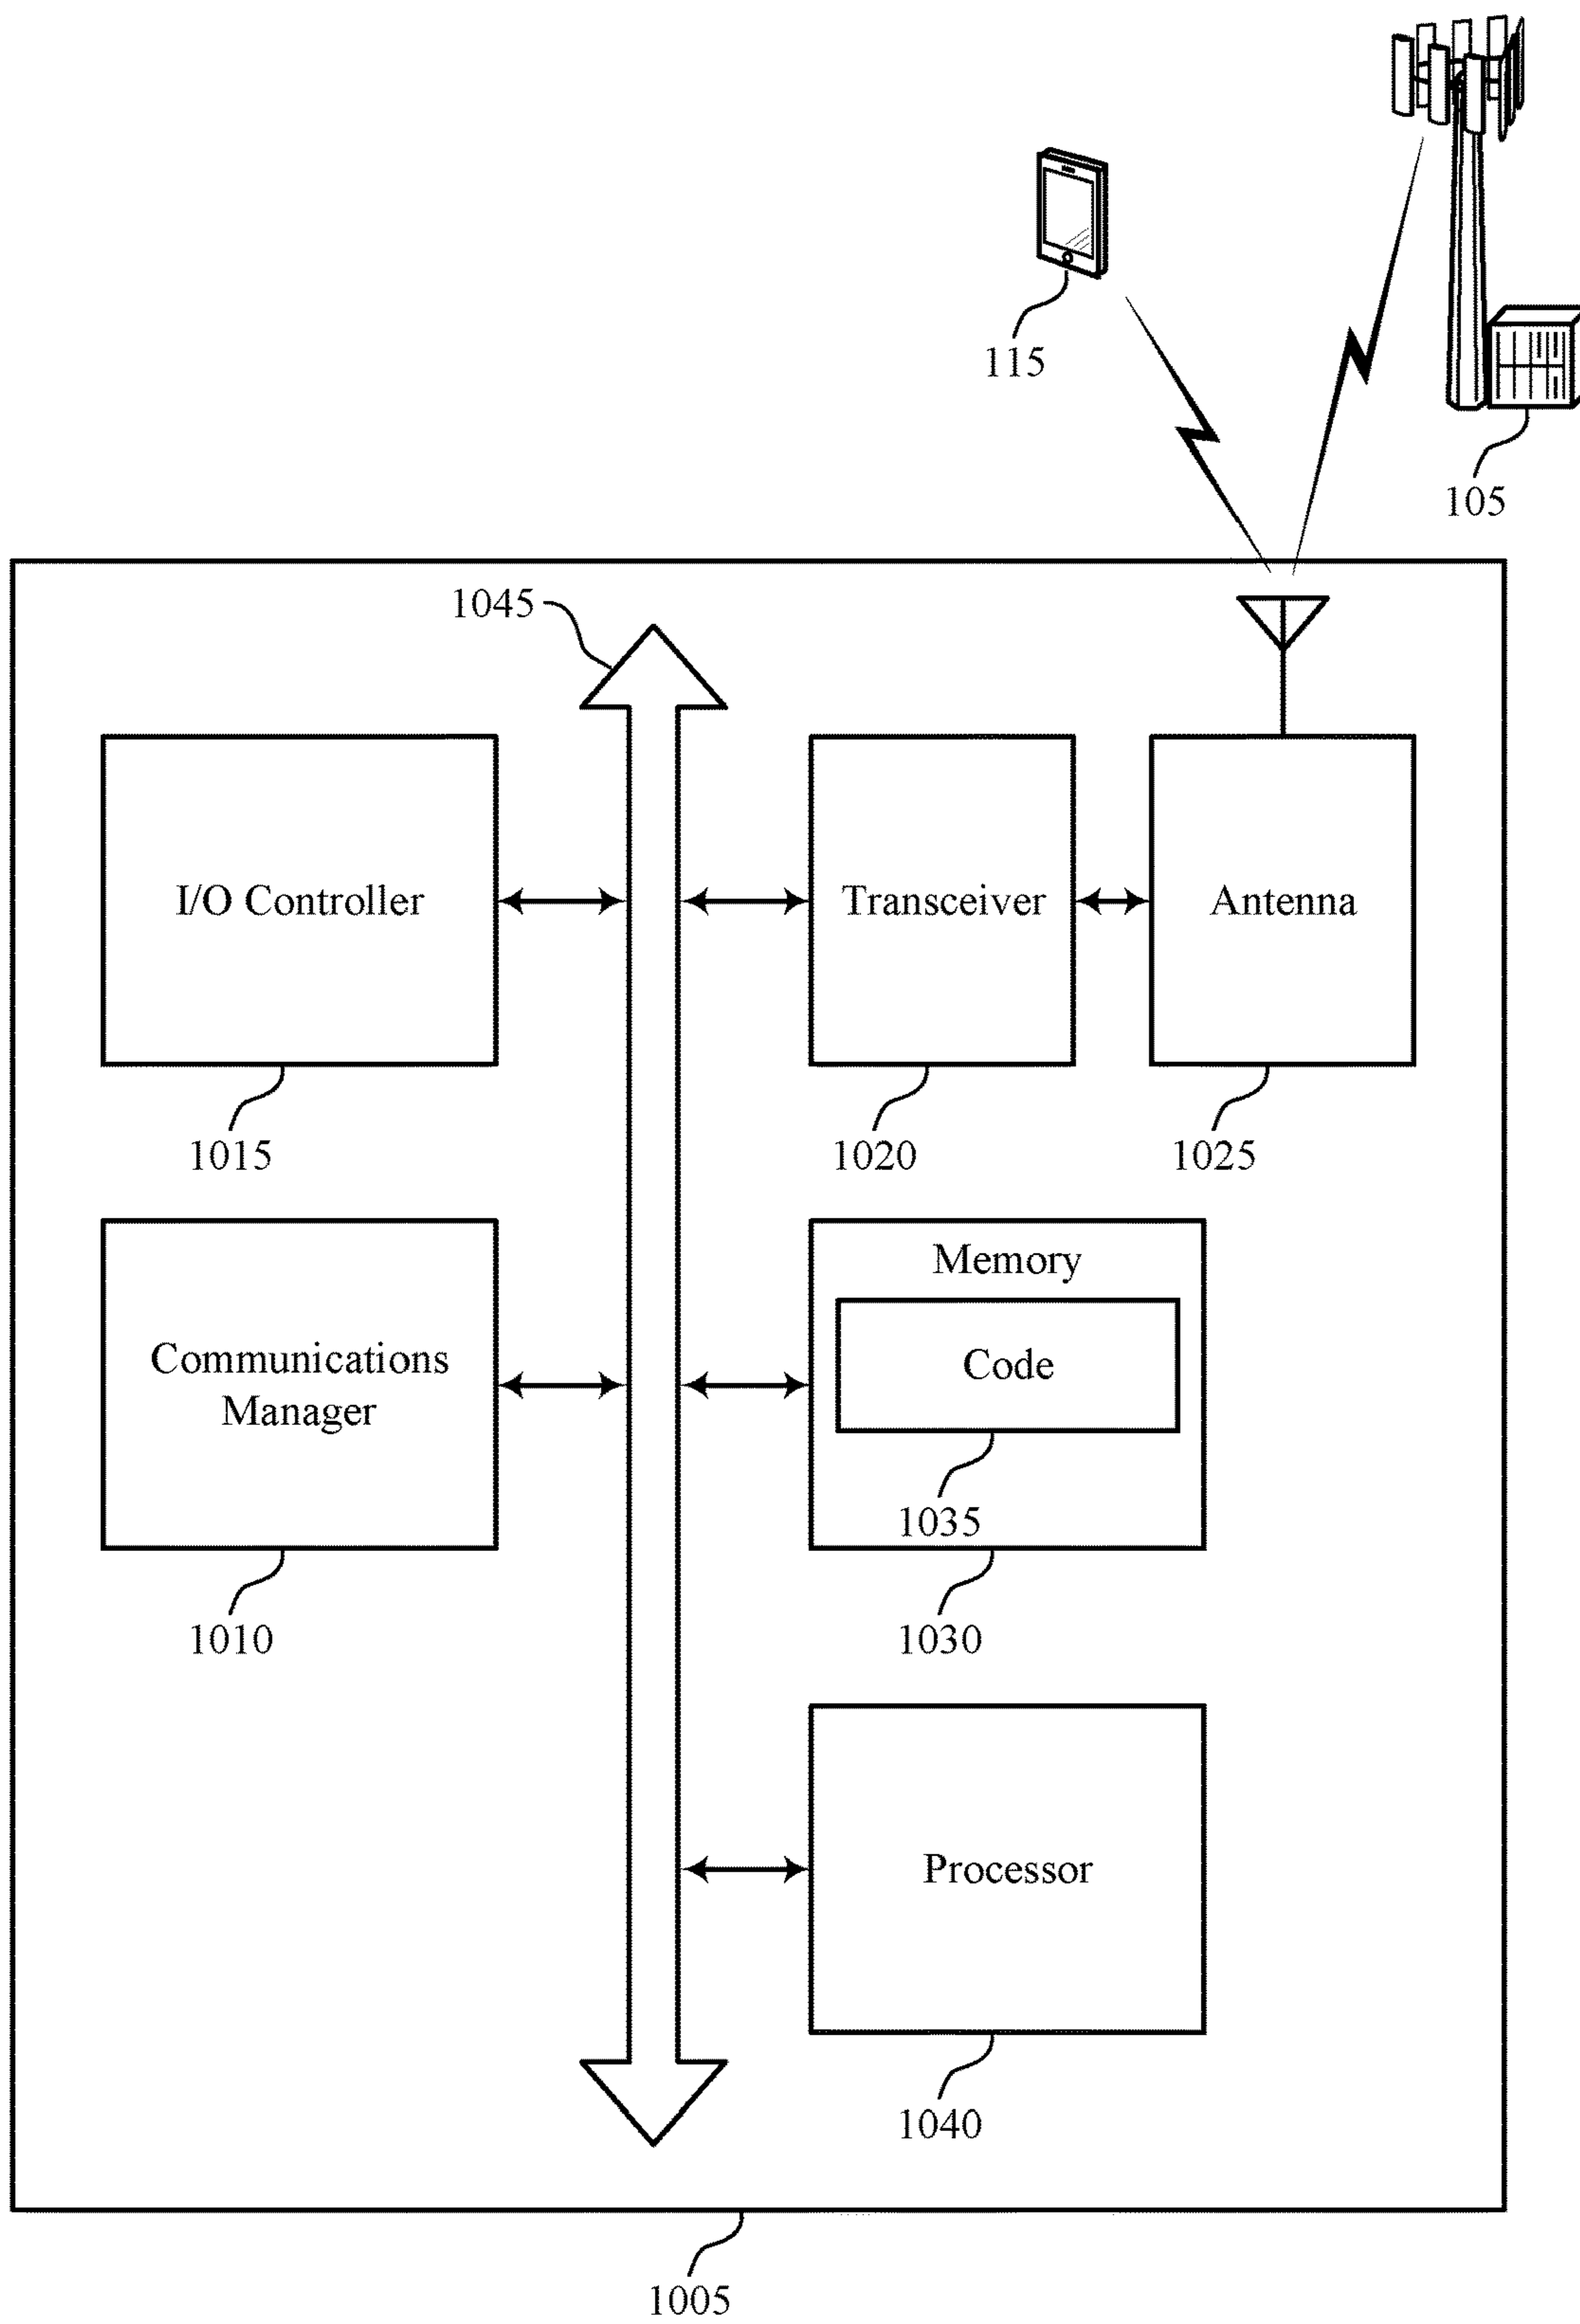 115
105
1045
I/O Controller
Transceiver
Antenna
1015
1020
1025
Memory
Communications
Manager
Code
1035
1010
1030
Processor
1040
1005